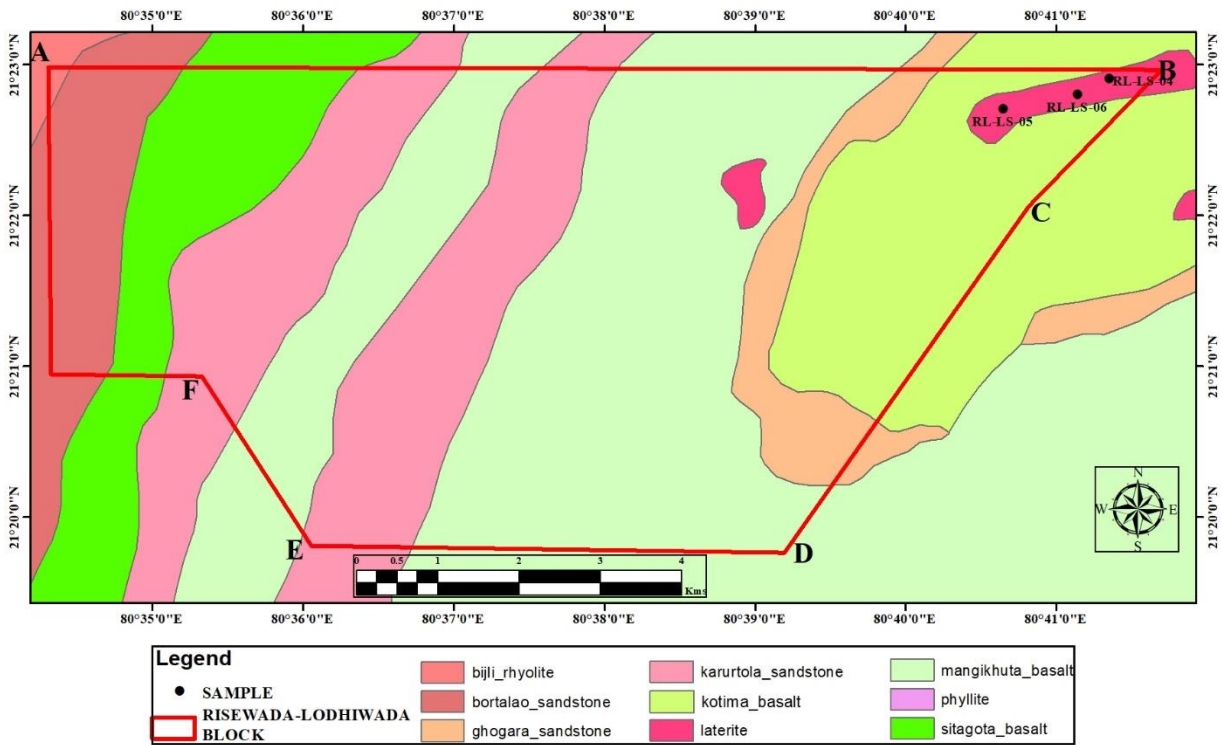 80°35'0"E 80°36'0"E 80°37'0"E 80°38'0"E 80°39'0"E 80°40'0"E 80°41'0"E
A
21°23'0"N 21°23'0"N
B
RL-LS-04
RL-LS-06
RL-LS-05
21°22'0"N 21°22'0"N
C
21°21'0"N 21°21'0"N
F
N
W E
S
21°20'0"N 21°20'0"N
E D
0 0.5 1 2 3 4
Kms
80°35'0"E 80°36'0"E 80°37'0"E 80°38'0"E 80°39'0"E 80°40'0"E 80°41'0"E
Legend
SAMPLE
RISEWADA-LODHIWADA
BLOCK
bijli_rhyolite
bortalao_sandstone
ghogara_sandstone
karurtola_sandstone
kotima_basalt
laterite
mangikhuta_basalt
phyllite
sitagota_basalt